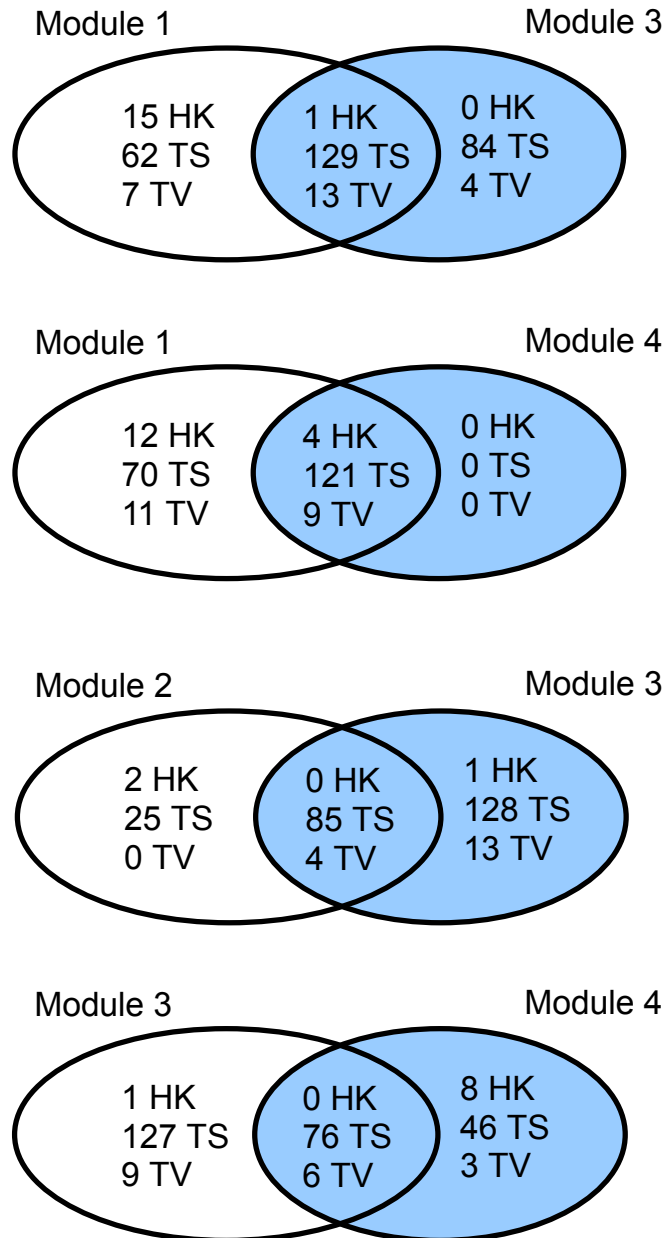 Module 1
Module 3
15 HK
62 TS
7 TV
1 HK
129 TS
13 TV
0 HK
84 TS
4 TV
Module 1
Module 4
12 HK
70 TS
11 TV
4 HK
121 TS
9 TV
0 HK
0 TS
0 TV
Module 2
Module 3
2 HK
25 TS
0 TV
0 HK
85 TS
4 TV
1 HK
128 TS
13 TV
Module 3
Module 4
1 HK
127 TS
9 TV
0 HK
76 TS
6 TV
8 HK
46 TS
3 TV